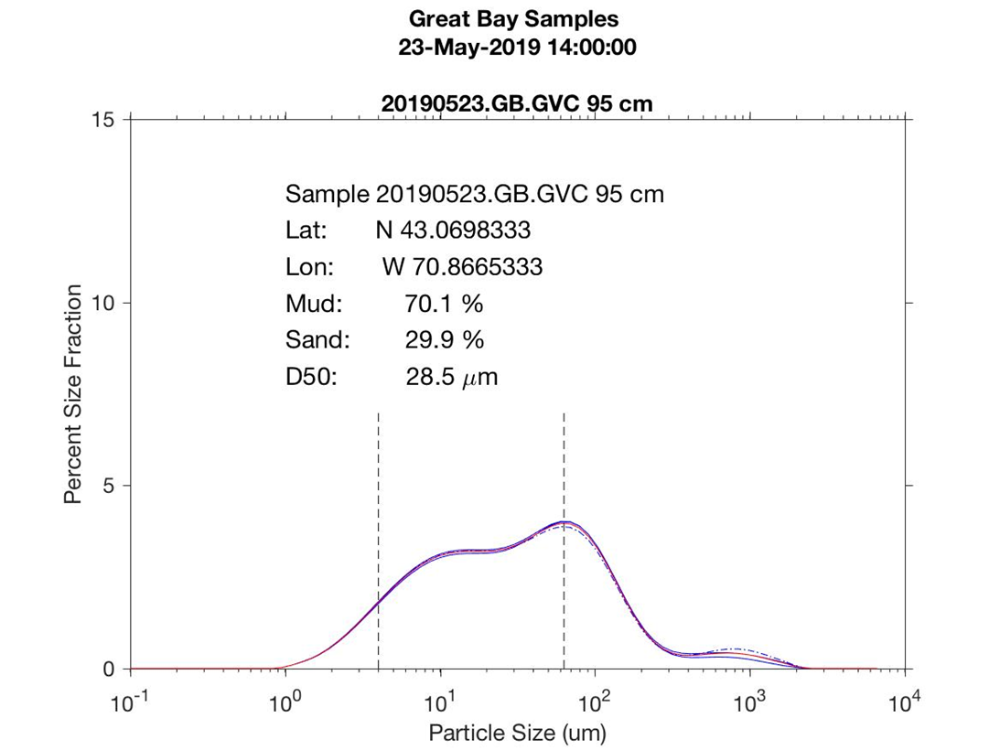 Great Bay Samples
23-May-2019 14:00:00
20190523.GB.GVC 95 cm
15
Sample 20190523.GB.GVC 95 cm
Lat: N 43.0698333
Lon: W 70.8665333
Mud: 70.1 %
Sand: 29.9 %
D50: 28.5 μm
10
5
0
Percent Size Fraction
10^-1 10^0 10^1 10^2 10^3 10^4
Particle Size (um)